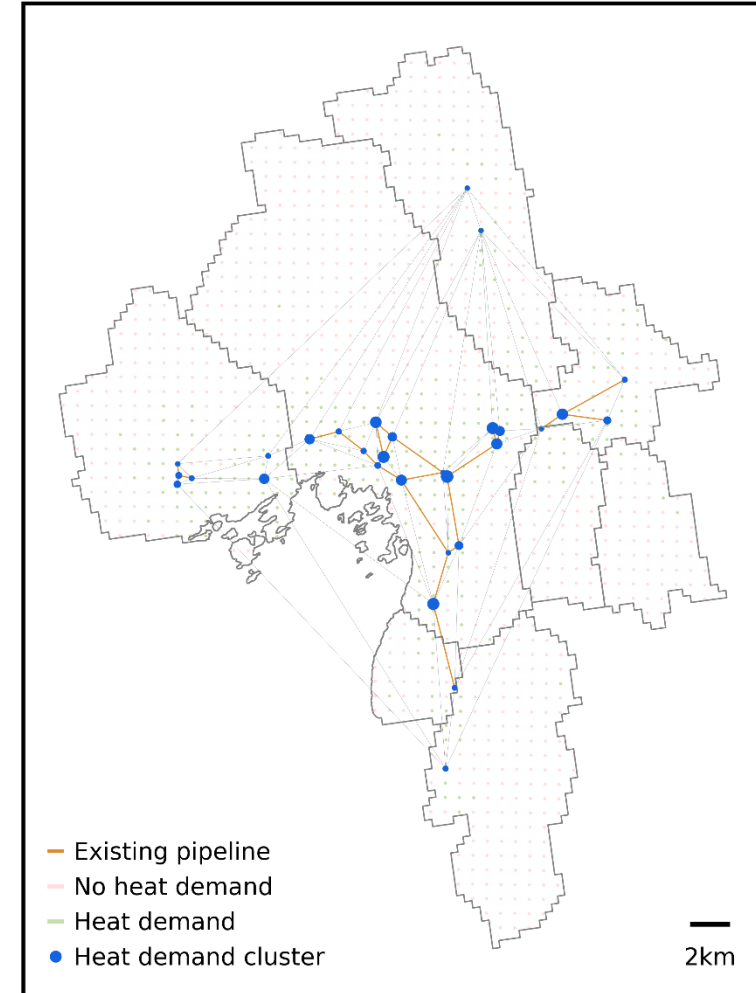 Existing pipeline
No heat demand
Heat demand
Heat demand cluster
2km